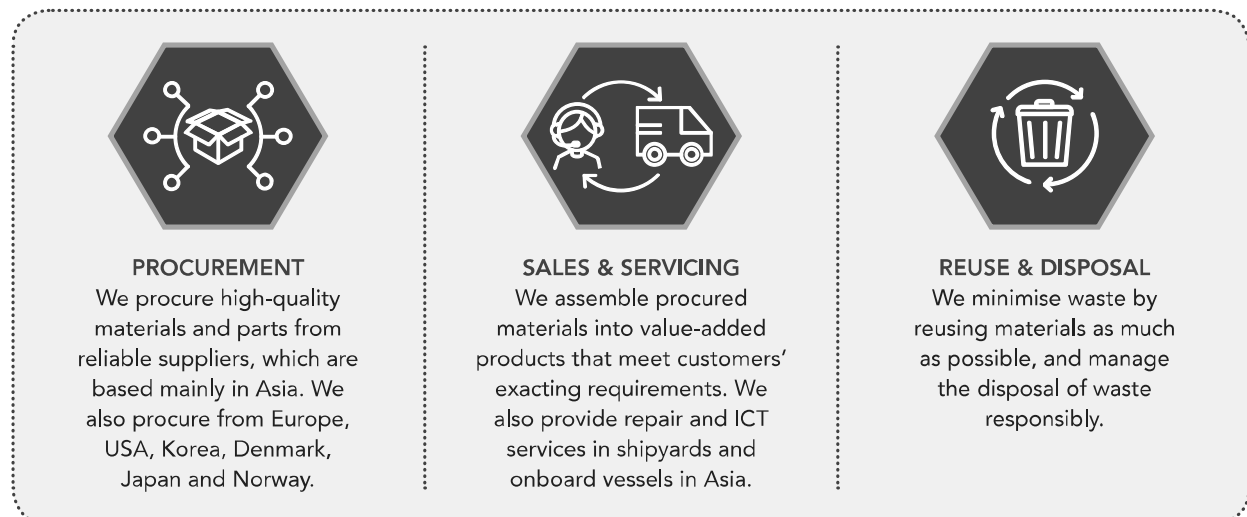 PROCUREMENT
We procure high-quality
materials and parts from
reliable suppliers, which are
based mainly in Asia. We
also procure from Europe,
USA, Korea, Denmark,
Japan and Norway.
SALES & SERVICING
We assemble procured
materials into value-added
products that meet customers’
exacting requirements. We
also provide repair and ICT
services in shipyards and
onboard vessels in Asia.
REUSE & DISPOSAL
We minimise waste by
reusing materials as much
as possible, and manage
the disposal of waste
responsibly.